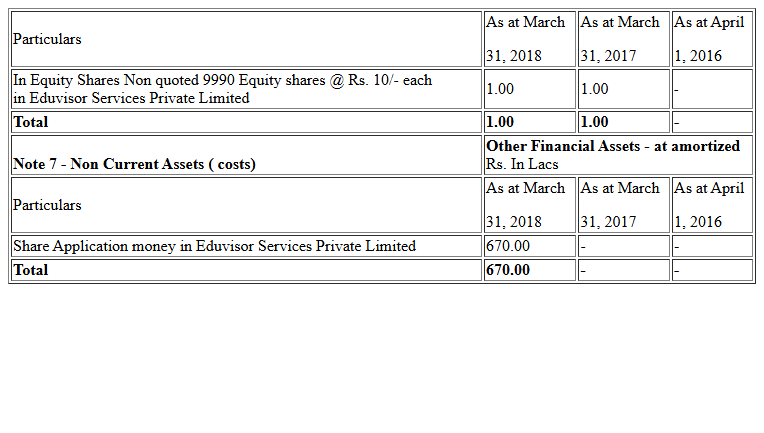 Particulars As at March 31, 2018 As at March 31, 2017 As at April 1, 2016
In Equity Shares Non quoted 9990 Equity shares @ Rs. 10/- each
in Eduvisor Services Private Limited 1.00 1.00 -
Total 1.00 1.00 -
Note 7 - Non Current Assets ( costs) Other Financial Assets - at amortized
Rs. In Lacs
Particulars As at March 31, 2018 As at March 31, 2017 As at April 1, 2016
Share Application money in Eduvisor Services Private Limited 670.00 - -
Total 670.00 - -